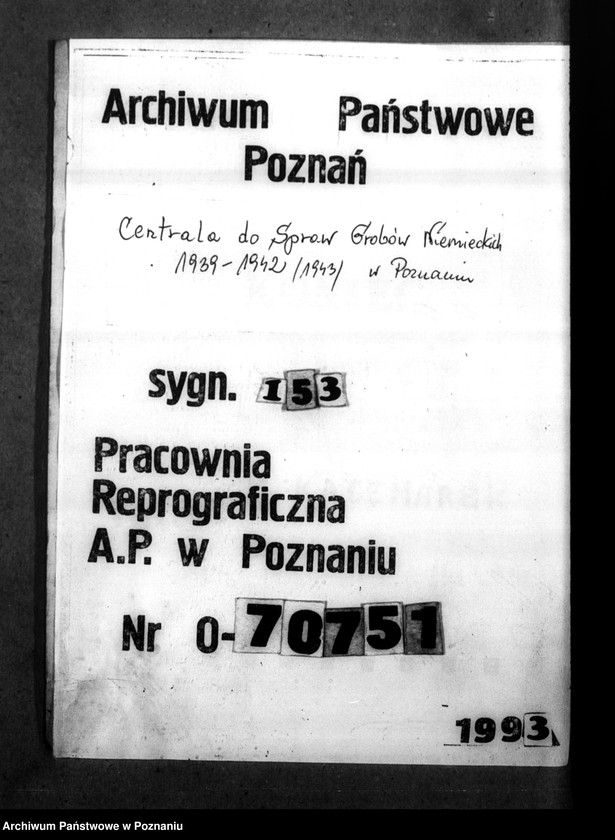 Archiwum Państwowe
Poznań
Centrala do Spraw Grobów Niemieckich
1939-1942 /1943/ w Poznaniu
sygn. 153
Pracownia
Reprograficzna
A.P. w Poznaniu
Nr 0-70751
1993
Archiwum Państwowe w Poznaniu